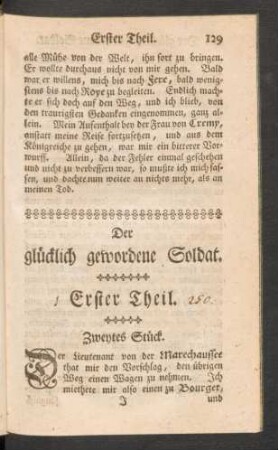 Erster Theil. 129
alle Mühe von der Welt, ihn fort zu bringen.
Er wollte durchaus nicht von mir gehen. Bald
war er willens, mich bis nach Fere, bald wenig-
stens bis nach Roye zu begleiten. Endlich mach-
te er sich doch auf den Weg, und ich blieb, von
den traurigsten Gedanken eingenommen, ganz al-
lein. Mein Aufenthalt bey der Frau von Cremy,
anstatt meine Reise fortzusetzen, und aus dem
Königreiche zu gehen, war mir ein bitterer Vor-
wurff. Allein, da der Fehler einmal geschehen
und nicht zu verbessern war, so mußte ich mich fas-
sen, und dachte nun weiter an nichts mehr, als an
meinen Tod.
Der
glücklich gewordene Soldat.
Erster Theil. 250.
Zweytes Stück.
Der Lieutenant von der Marechaussee
that mir den Vorschlag, den übrigen
Weg einen Wagen zu nehmen. Ich
miethete mir also einen zu Bourget,
J und